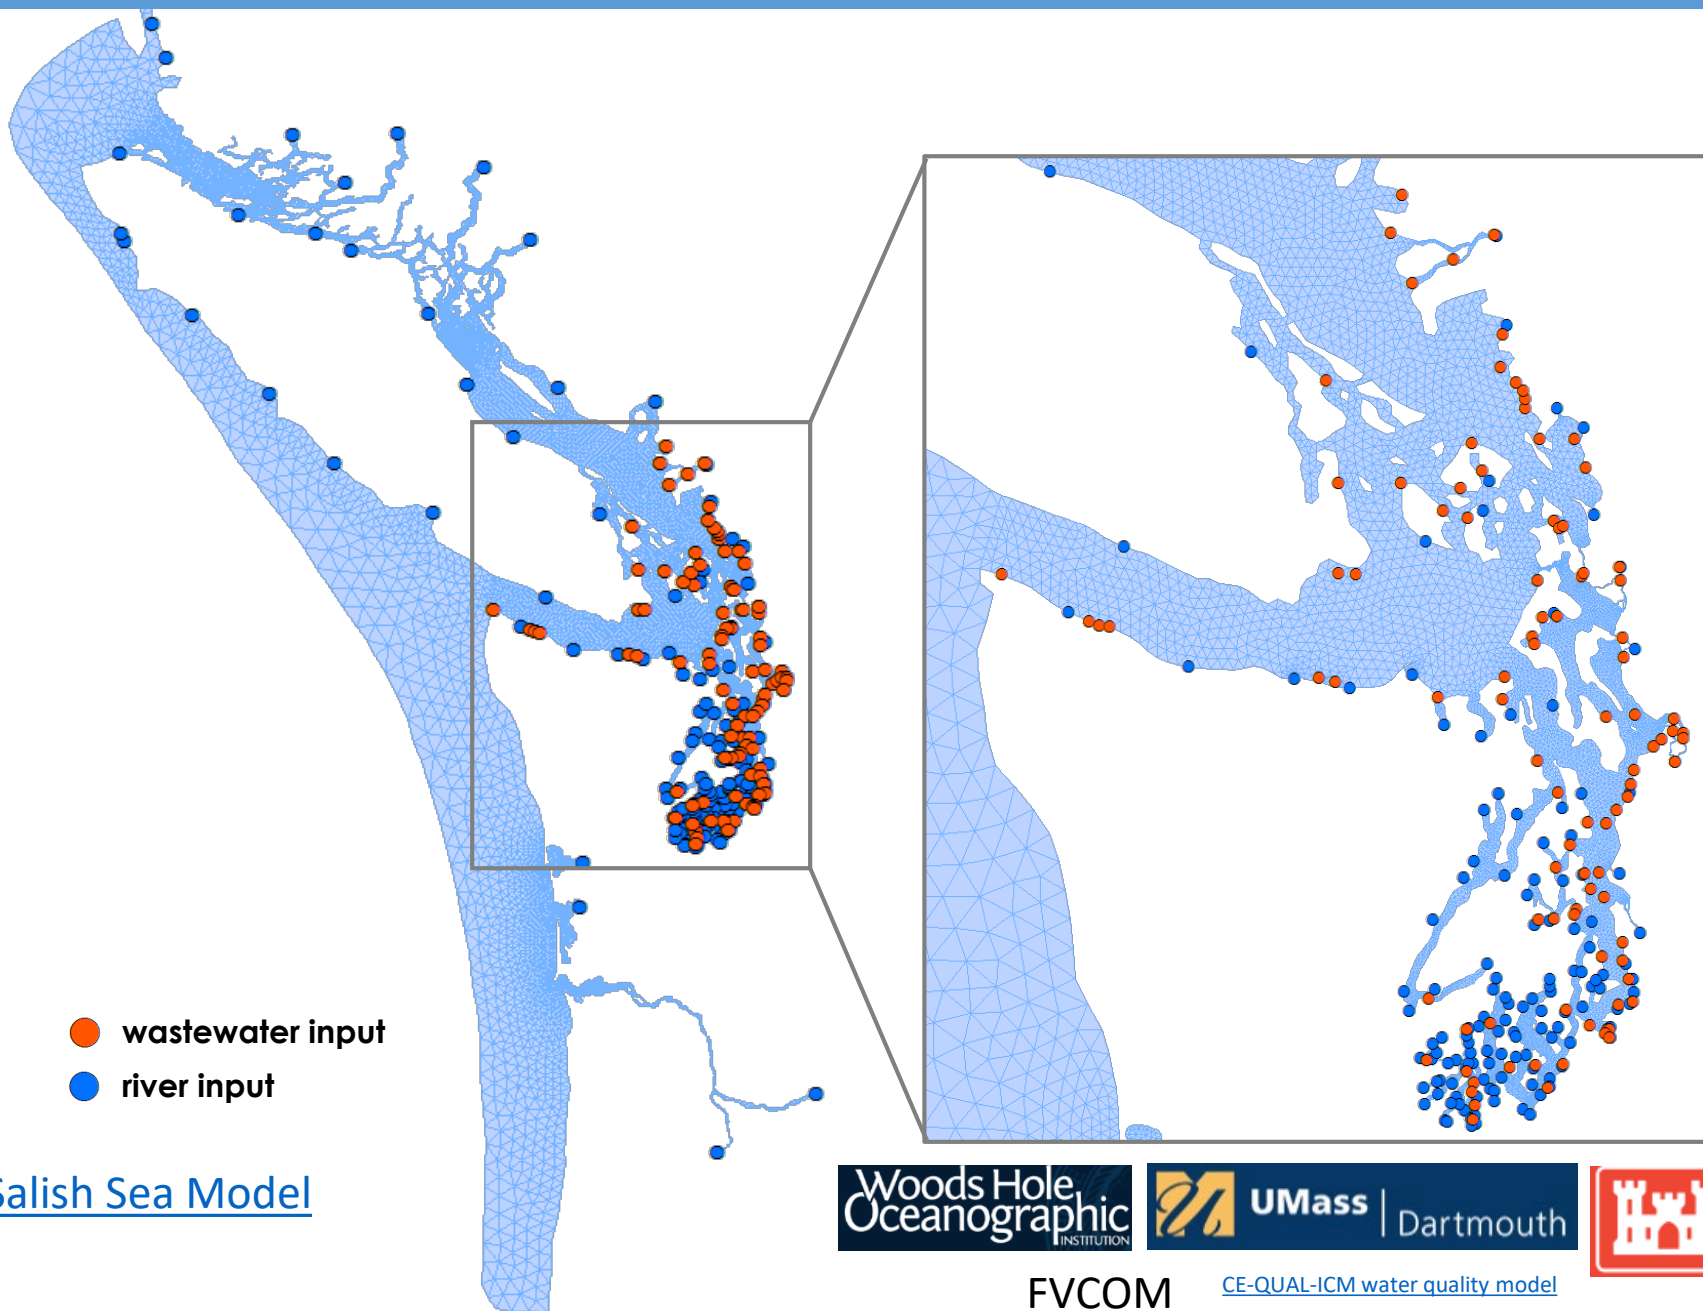 wastewater input
river input
Salish Sea Model
Woods Hole
Oceanographic
INSTITUTION
UMass | Dartmouth
FVCOM
CE-QUAL-ICM water quality model